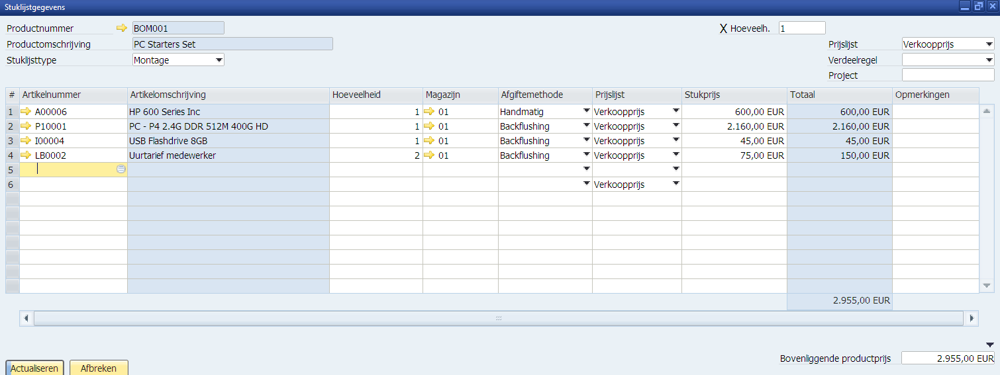 Stuklijstgegevens
Productnummer BOM001 X Hoeveelh. 1
Productomschrijving PC Starters Set Prijslijst Verkoopprijs
Stuklijsttype Montage Verdeelregel
Project
# Artikelnummer Artikelomschrijving Hoeveelheid Magazijn Afgiftemethode Prijslijst Stukprijs Totaal Opmerkingen
1 A00006 HP 600 Series Inc 1 01 Handmatig Verkoopprijs 600,00 EUR 600,00 EUR
2 P10001 PC - P4 2.4G DDR 512M 400G HD 1 01 Backflushing Verkoopprijs 2.160,00 EUR 2.160,00 EUR
3 I00004 USB Flashdrive 8GB 1 01 Backflushing Verkoopprijs 45,00 EUR 45,00 EUR
4 LB0002 Uurtarief medewerker 2 01 Backflushing Verkoopprijs 75,00 EUR 150,00 EUR
5
6 Verkoopprijs
2.955,00 EUR
Bovenliggende productprijs 2.955,00 EUR
Actualiseren Afbreken